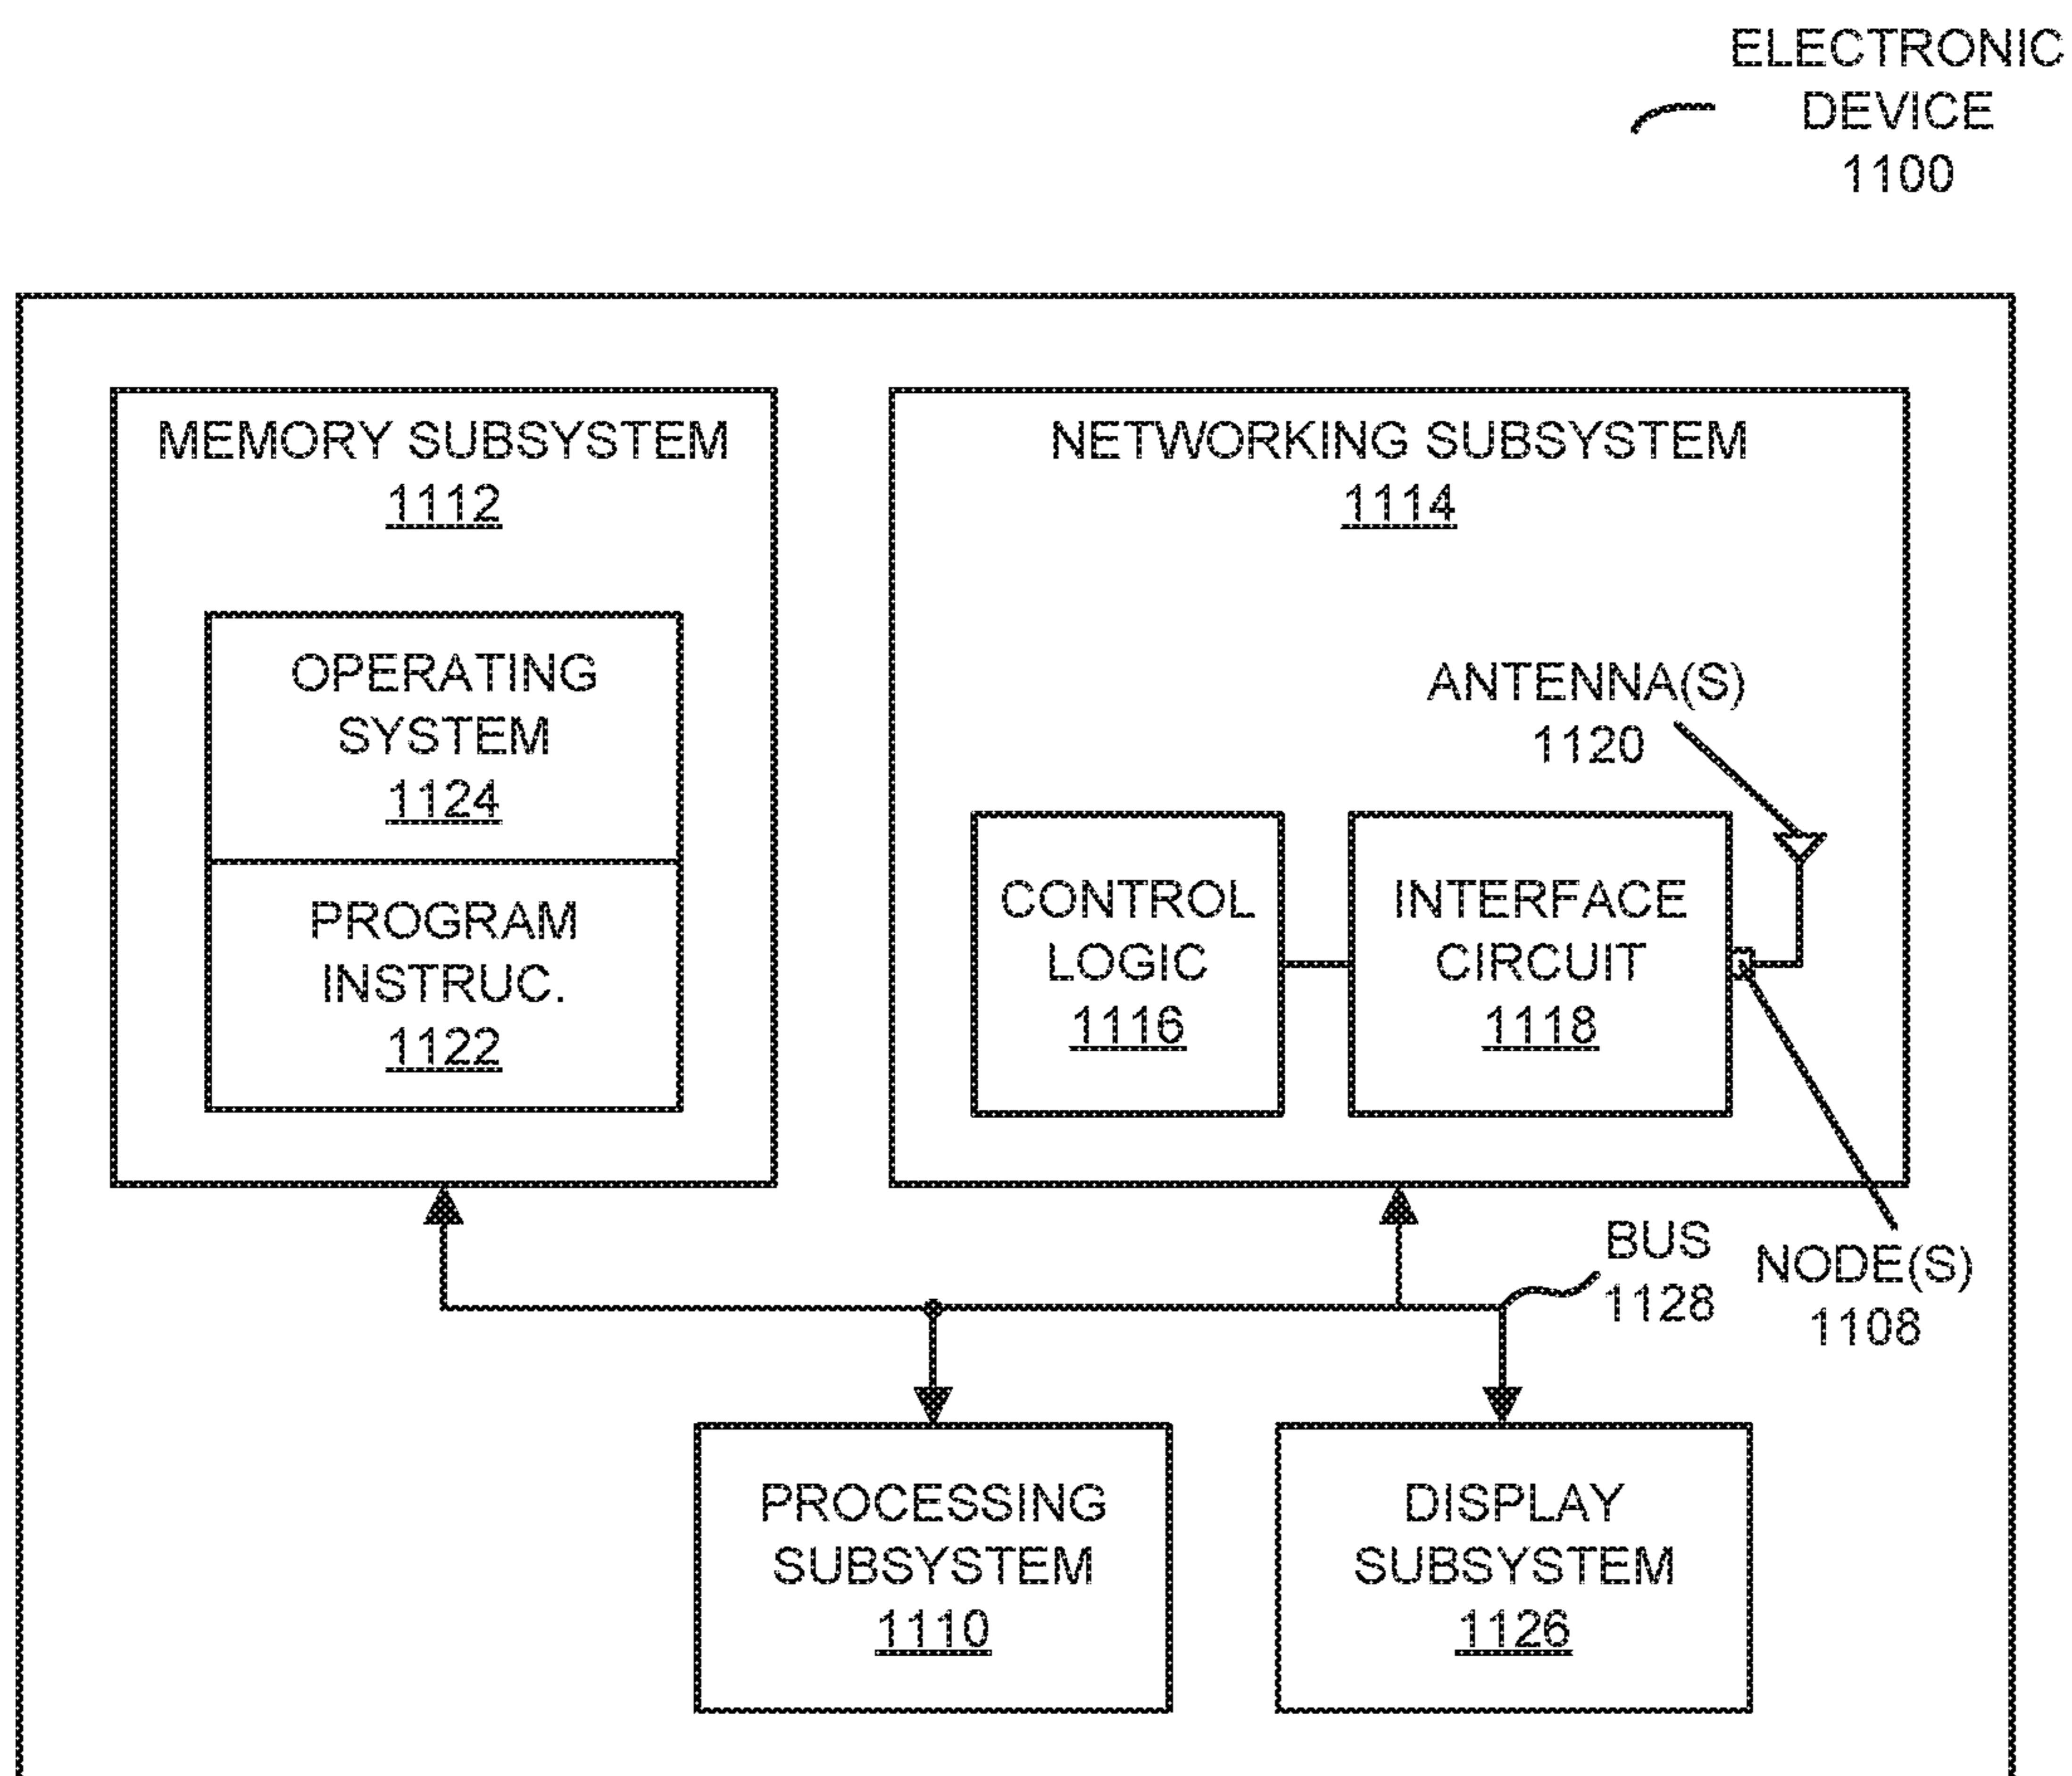 ELECTRONIC
DEVICE
1100
MEMORY SUBSYSTEM
1112
OPERATING
SYSTEM
1124
PROGRAM
INSTRUC.
1122
NETWORKING SUBSYSTEM
1114
ANTENNA(S)
1120
CONTROL
LOGIC
1116
INTERFACE
CIRCUIT
1118
BUS
1128
NODE(S)
1108
PROCESSING
SUBSYSTEM
1110
DISPLAY
SUBSYSTEM
1126